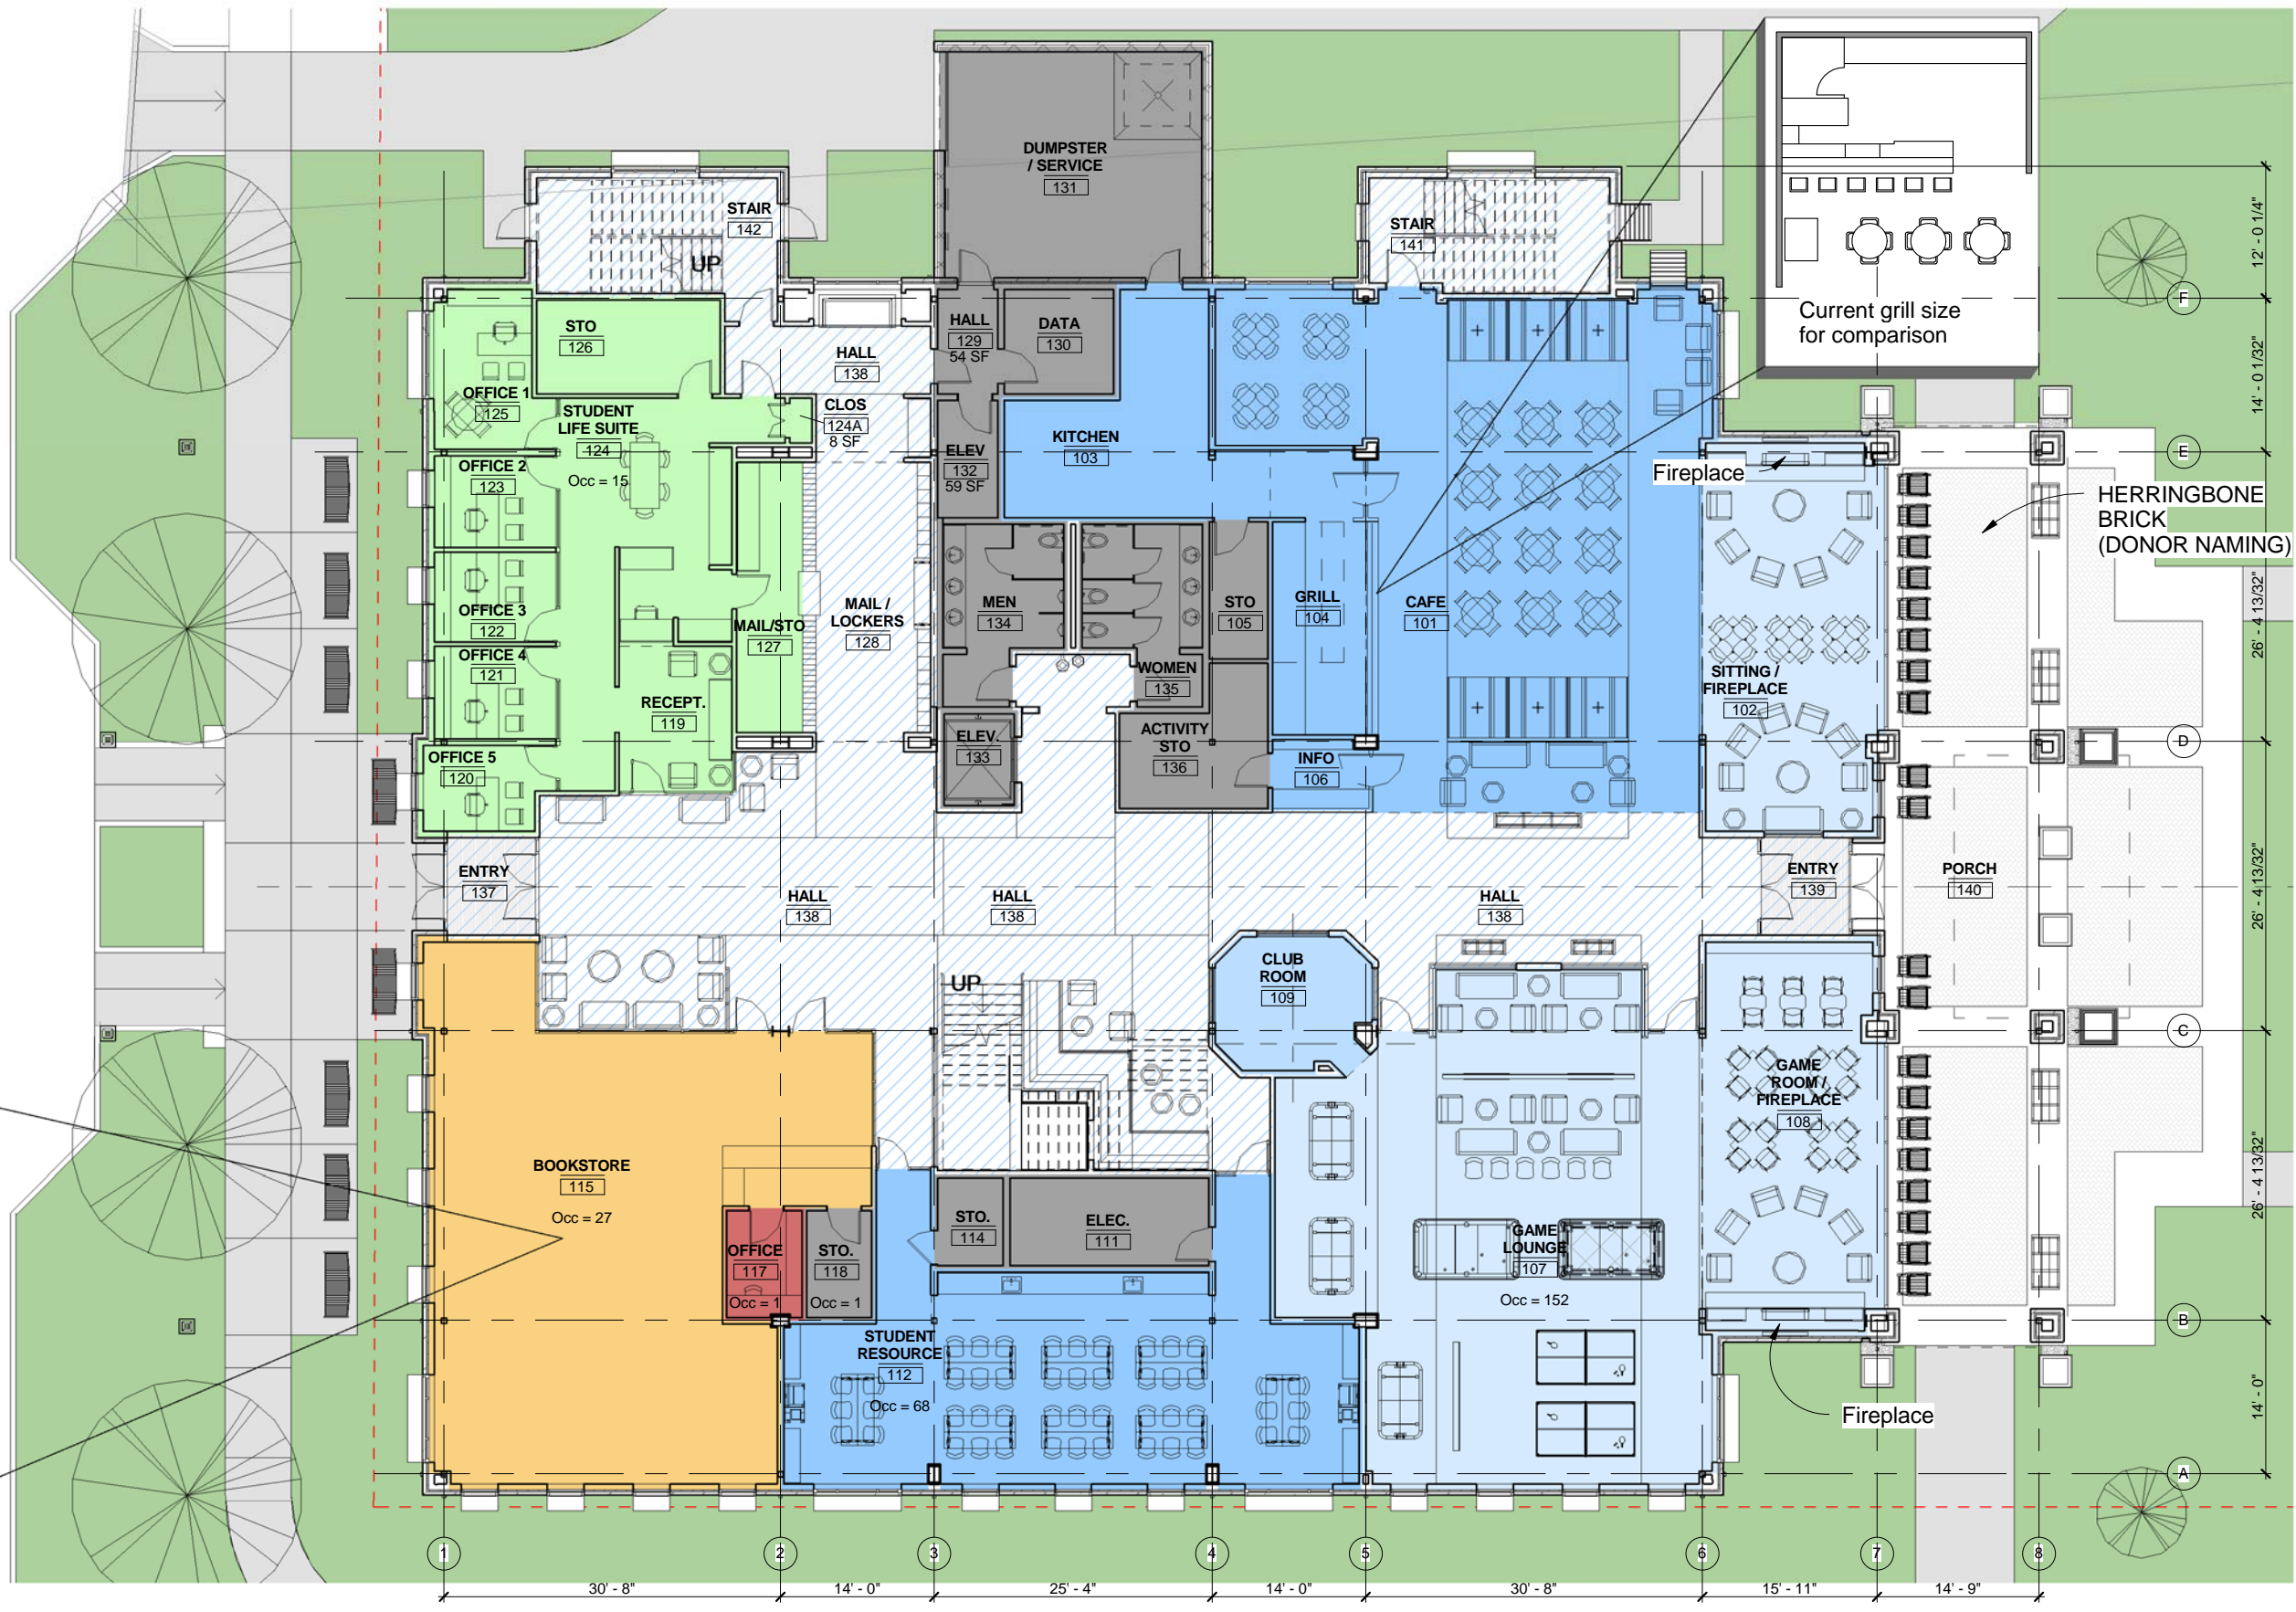 DUMPSTER
/ SERVICE
131
STAIR
142
UP
STAIR
141
Current grill size
for comparison
12' - 0 1/4"
F
STO
126
HALL
129
54 SF
DATA
130
HALL
138
OFFICE 1
125
STUDENT
LIFE SUITE
124
Occ = 15
CLOS
124A
8 SF
14' - 0 1/32"
KITCHEN
103
ELEV
132
59 SF
E
Fireplace
OFFICE 2
123
HERRINGBONE
BRICK
(DONOR NAMING)
OFFICE 3
122
MAIL/STO
127
MAIL /
LOCKERS
128
MEN
134
STO
105
GRILL
104
CAFE
101
26' - 4 13/32"
OFFICE 4
121
WOMEN
135
SITTING /
FIREPLACE
102
RECEPT.
119
ELEV.
133
ACTIVITY
STO
136
D
OFFICE 5
120
INFO
106
ENTRY
137
HALL
138
HALL
138
HALL
138
ENTRY
139
PORCH
140
26' - 4 13/32"
UP
CLUB
ROOM
109
C
GAME
ROOM /
FIREPLACE
108
BOOKSTORE
115
Occ = 27
STO.
114
ELEC.
111
GAME
LOUNGE
107
Occ = 152
26' - 4 13/32"
OFFICE
117
Occ = 1
STO.
118
Occ = 1
STUDENT
RESOURCE
112
Occ = 68
B
Fireplace
14' - 0"
A
1
2
3
4
5
6
7
8
30' - 8"
14' - 0"
25' - 4"
14' - 0"
30' - 8"
15' - 11"
14' - 9"